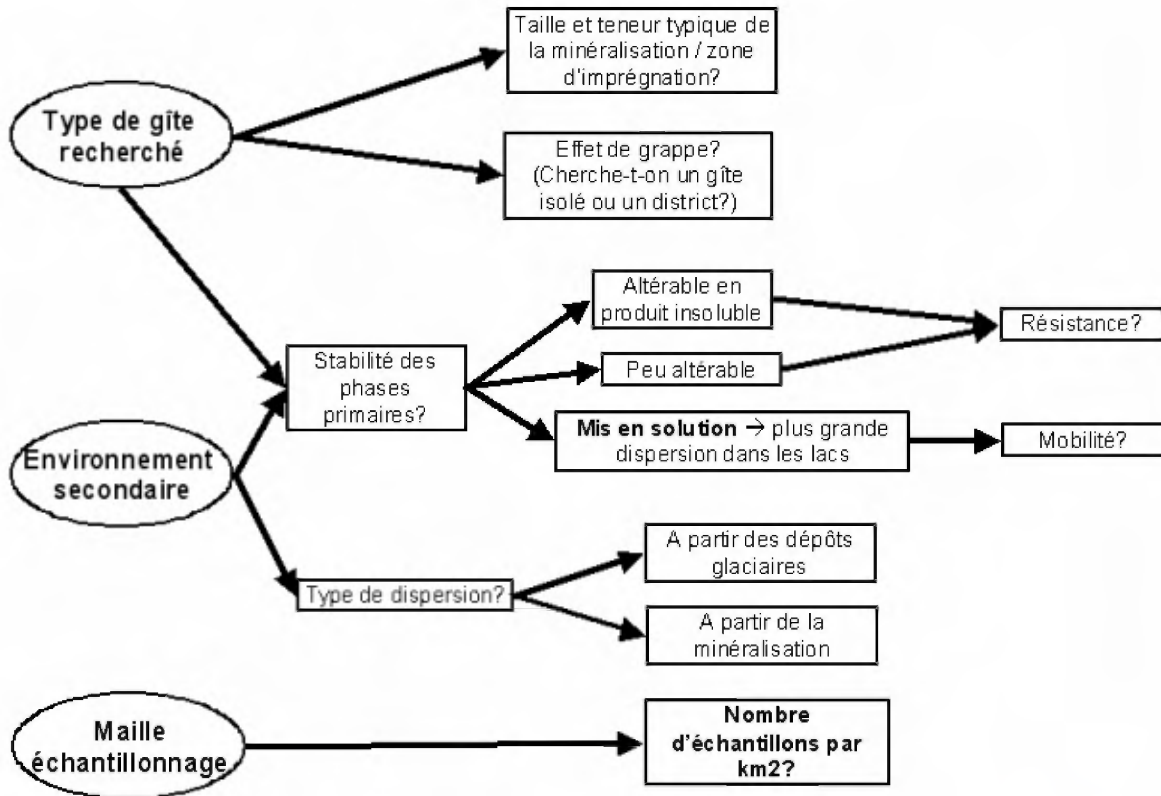 Taille et teneur typique de
la minéralisation / zone
d'imprégnation?
Type de gîte
recherché
Effet de grappe?
(Cherche-t-on un gîte
isolé ou un district?)
Altérable en
produit insoluble
Résistance?
Stabilité des
phases
primaires?
Peu altérable
Mis en solution → plus grande
dispersion dans les lacs
Mobilité?
Environnement
secondaire
A partir des dépôts
glaciaires
Type de dispersion?
A partir de la
minéralisation
Maille
échantillonnage
Nombre
d'échantillons par
km2?